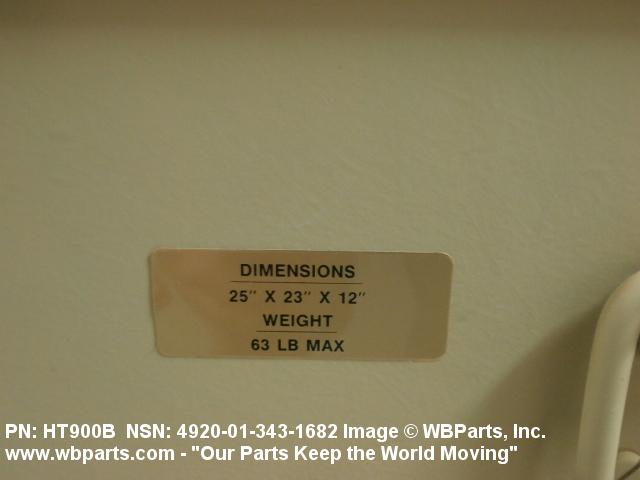 DIMENSIONS
25" X 23" X 12"
WEIGHT
63 LB MAX
PN: HT900B  NSN: 4920-01-343-1682 Image © WBParts, Inc.
www.wbparts.com - "Our Parts Keep the World Moving"